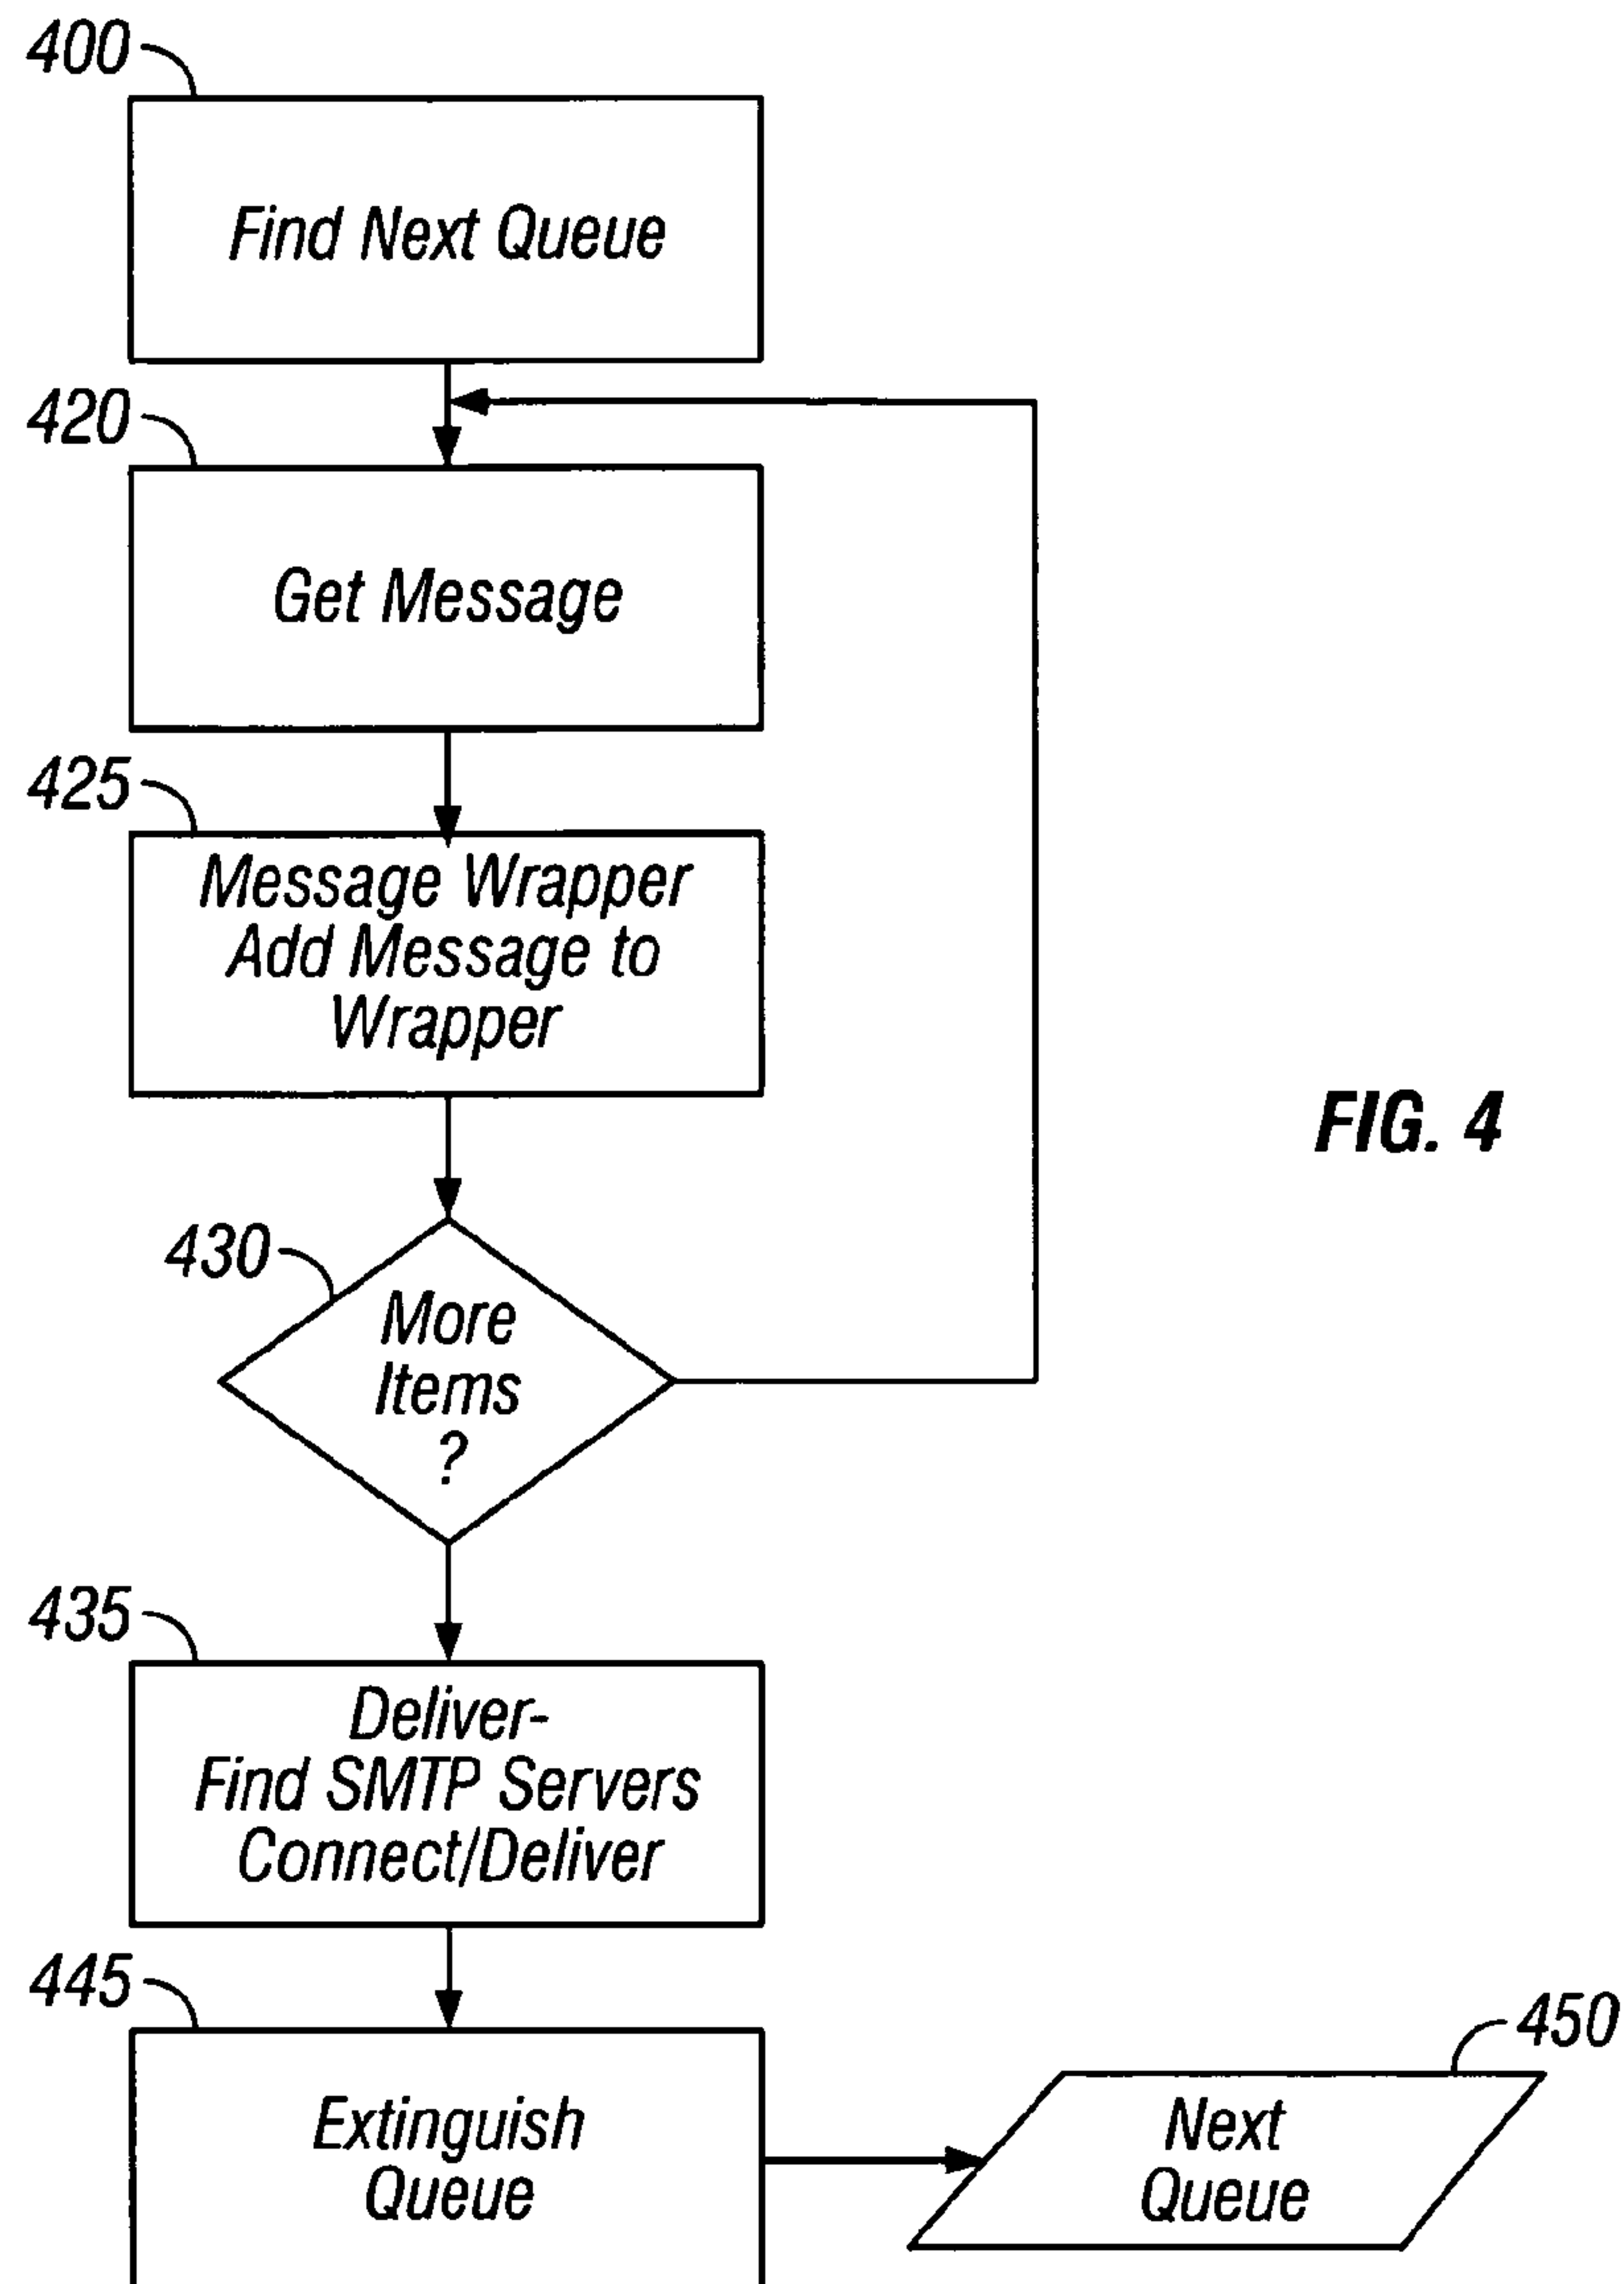 400
Find Next Queue
420
Get Message
425
Message Wrapper
Add Message to
Wrapper
FIG. 4
430
More
Items
?
435
Deliver-
Find SMTP Servers
Connect/Deliver
445
Extinguish
Queue
450
Next
Queue